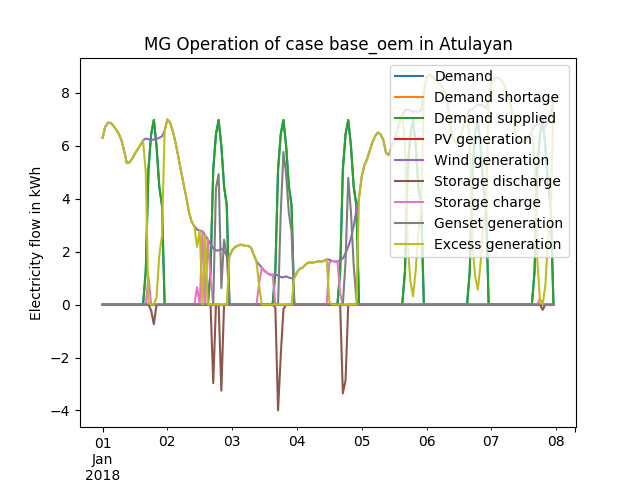 MG Operation of case base_oem in Atulayan
Electricity flow in kWh
8
6
4
2
0
−2
−4
01
Jan
2018
02
03
04
05
06
07
08
Demand
Demand shortage
Demand supplied
PV generation
Wind generation
Storage discharge
Storage charge
Genset generation
Excess generation